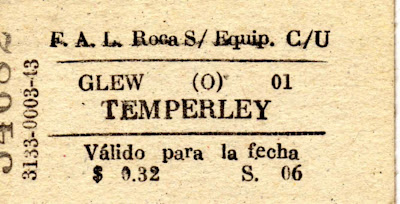 F. A. L. Roca S/ Equip. C/U
GLEW (O) 01
TEMPERLEY
Válido para la fecha
$ 0.32 S. 06
3133-0003-43